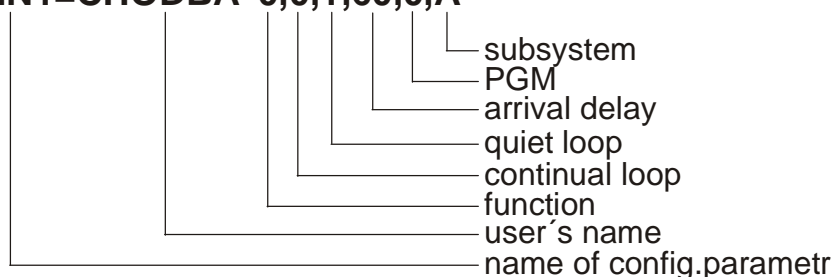 subsystem
PGM
arrival delay
quiet loop
continual loop
function
user´s name
name of config.parametr